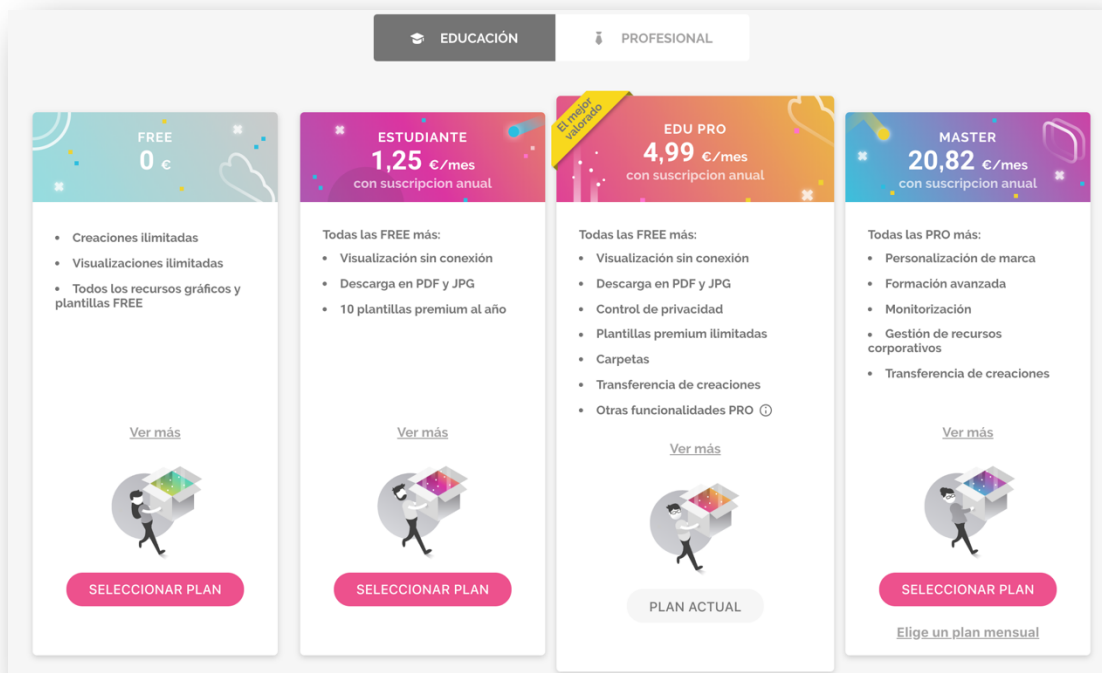 EDUCACIÓN
PROFESIONAL
FREE
0 €
• Creaciones ilimitadas
• Visualizaciones ilimitadas
• Todos los recursos gráficos y
plantillas FREE
Ver más
SELECCIONAR PLAN
ESTUDIANTE
1,25 €/mes
con suscripcion anual
Todas las FREE más:
• Visualización sin conexión
• Descarga en PDF y JPG
• 10 plantillas premium al año
Ver más
SELECCIONAR PLAN
El mejor
valorado
EDU PRO
4,99 €/mes
con suscripcion anual
Todas las FREE más:
• Visualización sin conexión
• Descarga en PDF y JPG
• Control de privacidad
• Plantillas premium ilimitadas
• Carpetas
• Transferencia de creaciones
• Otras funcionalidades PRO
Ver más
PLAN ACTUAL
MASTER
20,82 €/mes
con suscripcion anual
Todas las PRO más:
• Personalización de marca
• Formación avanzada
• Monitorización
• Gestión de recursos
corporativos
• Transferencia de creaciones
Ver más
SELECCIONAR PLAN
Elige un plan mensual